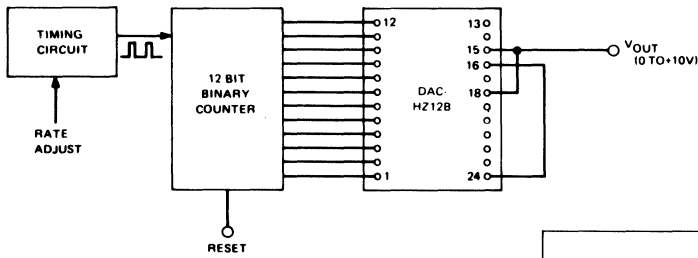 TIMING
CIRCUIT
RATE
ADJUST
12 BIT
BINARY
COUNTER
RESET
12
1
DAC-
HZ12B
13
15
16
18
24
VOUT
(0 TO+10V)